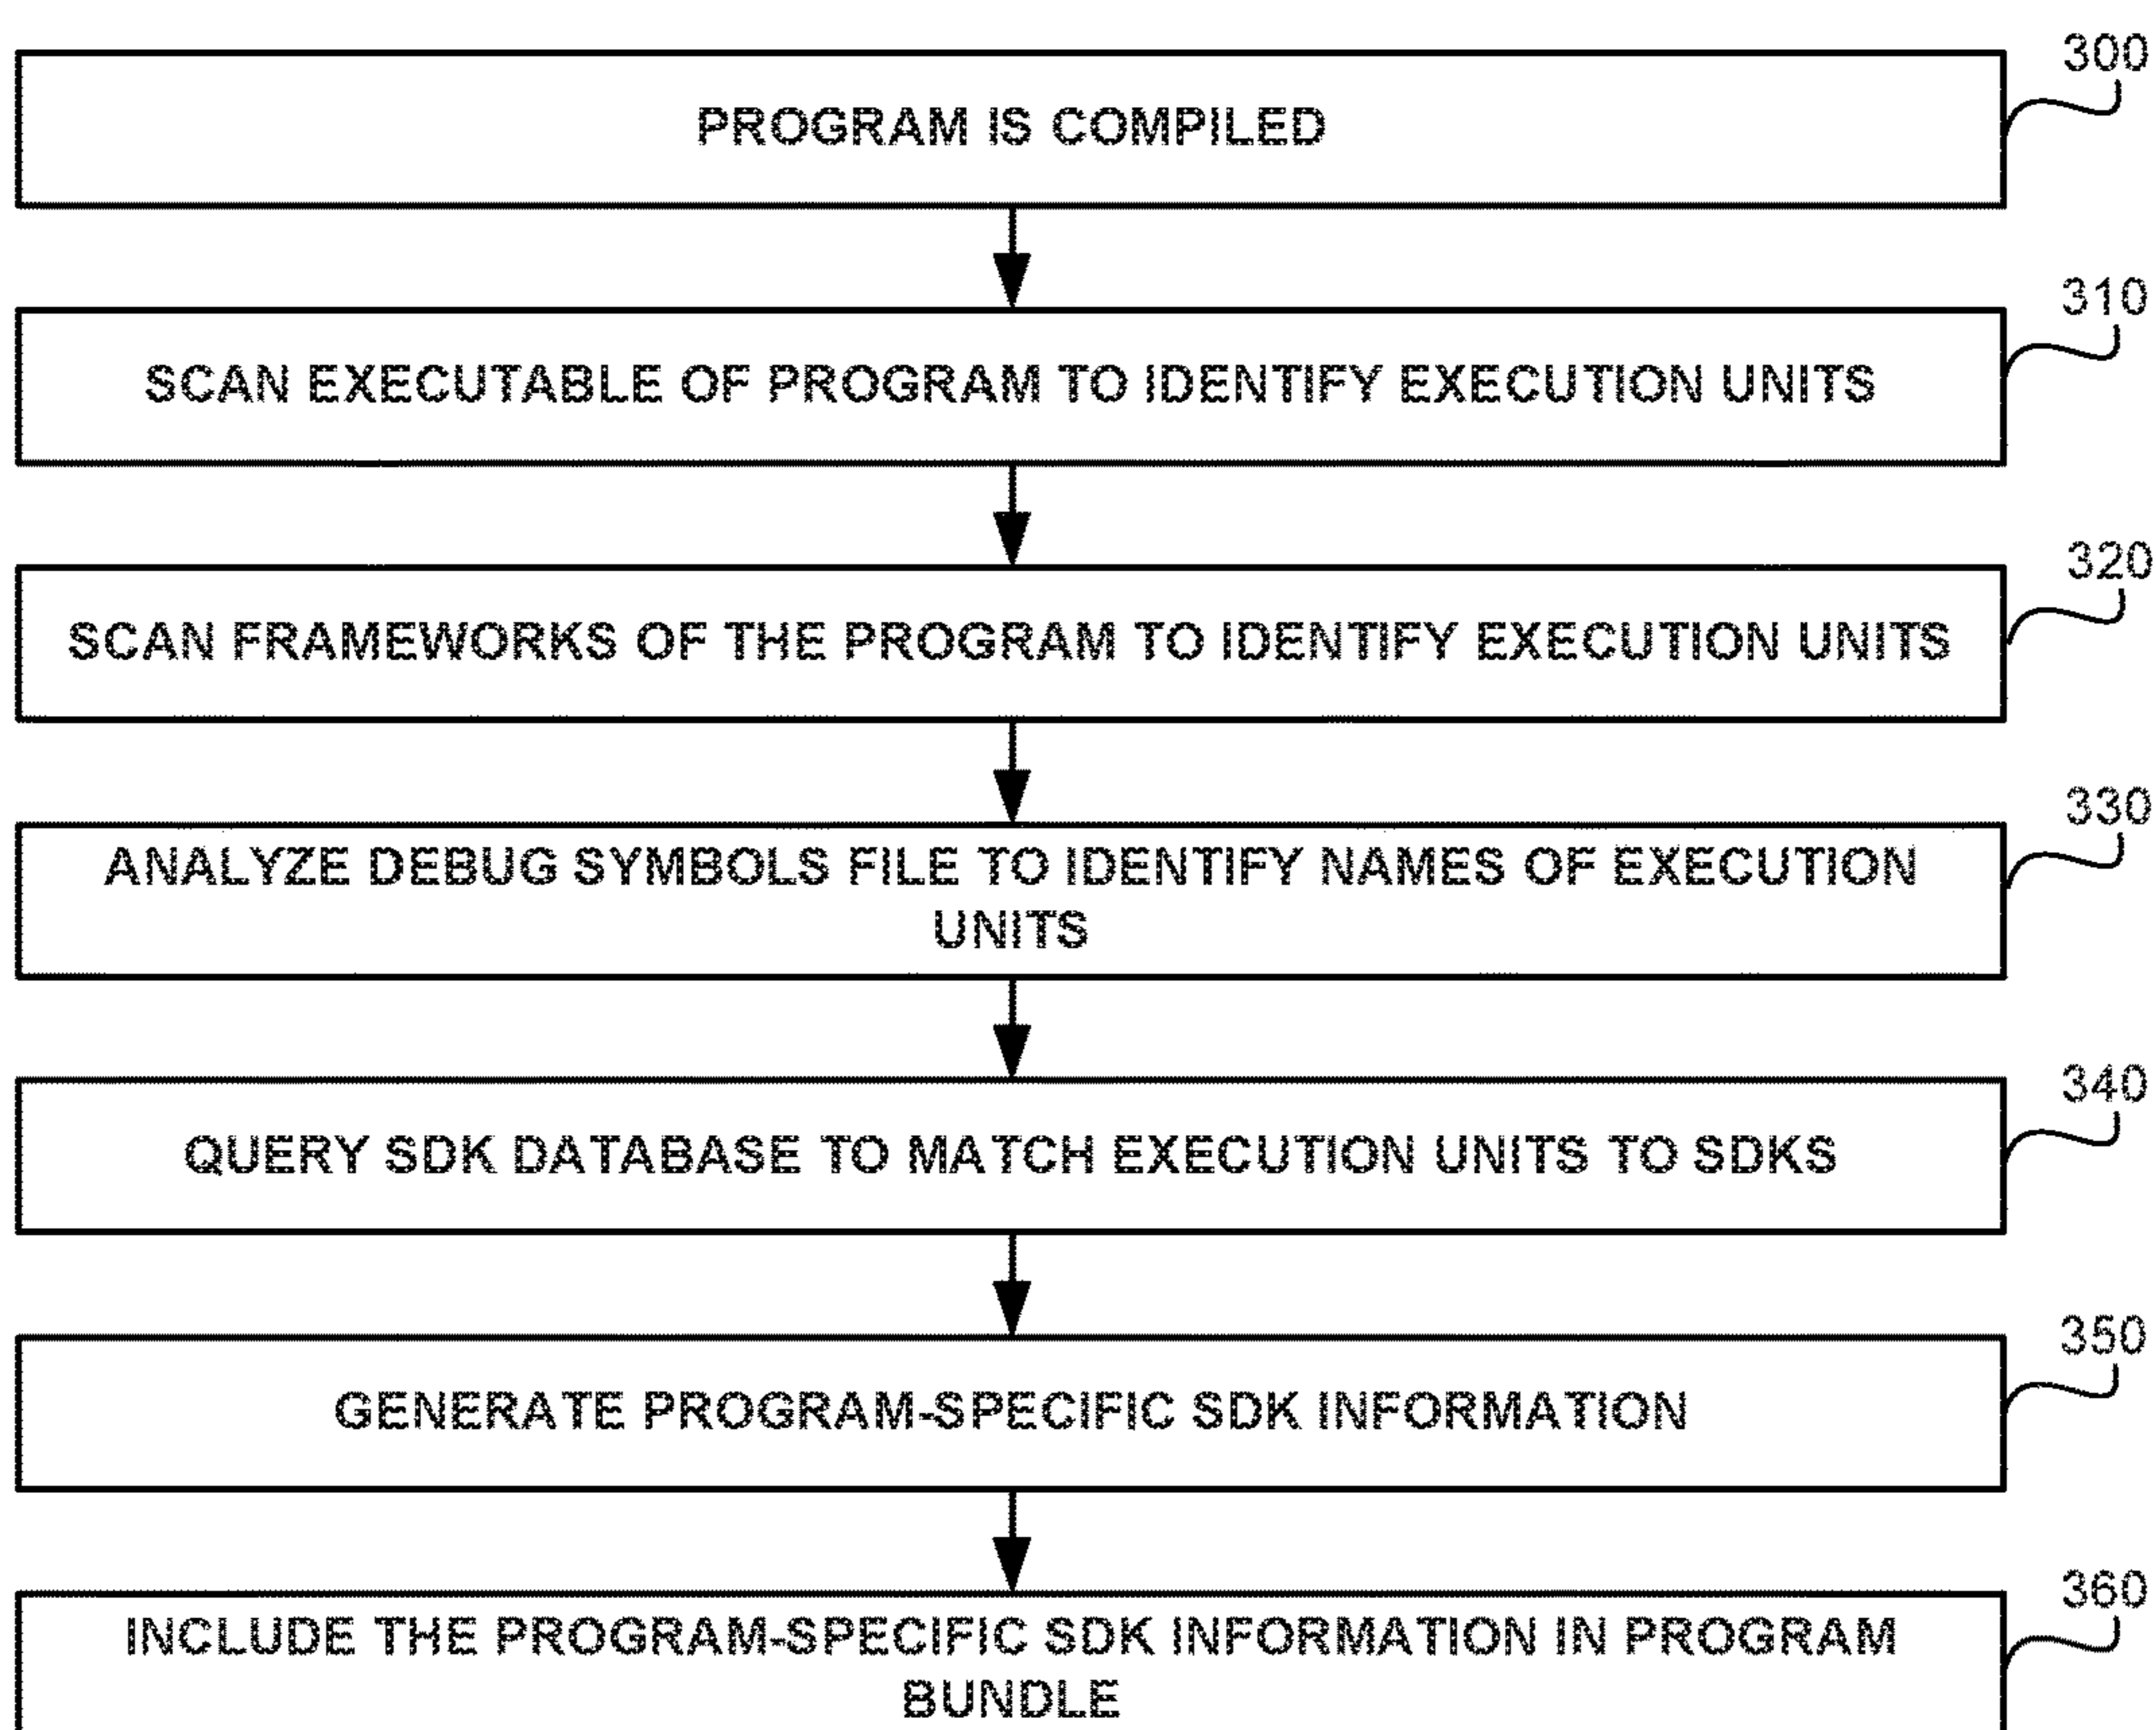 300
PROGRAM IS COMPILED
310
SCAN EXECUTABLE OF PROGRAM TO IDENTIFY EXECUTION UNITS
320
SCAN FRAMEWORKS OF THE PROGRAM TO IDENTIFY EXECUTION UNITS
330
ANALYZE DEBUG SYMBOLS FILE TO IDENTIFY NAMES OF EXECUTION
UNITS
340
QUERY SDK DATABASE TO MATCH EXECUTION UNITS TO SDKS
350
GENERATE PROGRAM-SPECIFIC SDK INFORMATION
360
INCLUDE THE PROGRAM-SPECIFIC SDK INFORMATION IN PROGRAM
BUNDLE